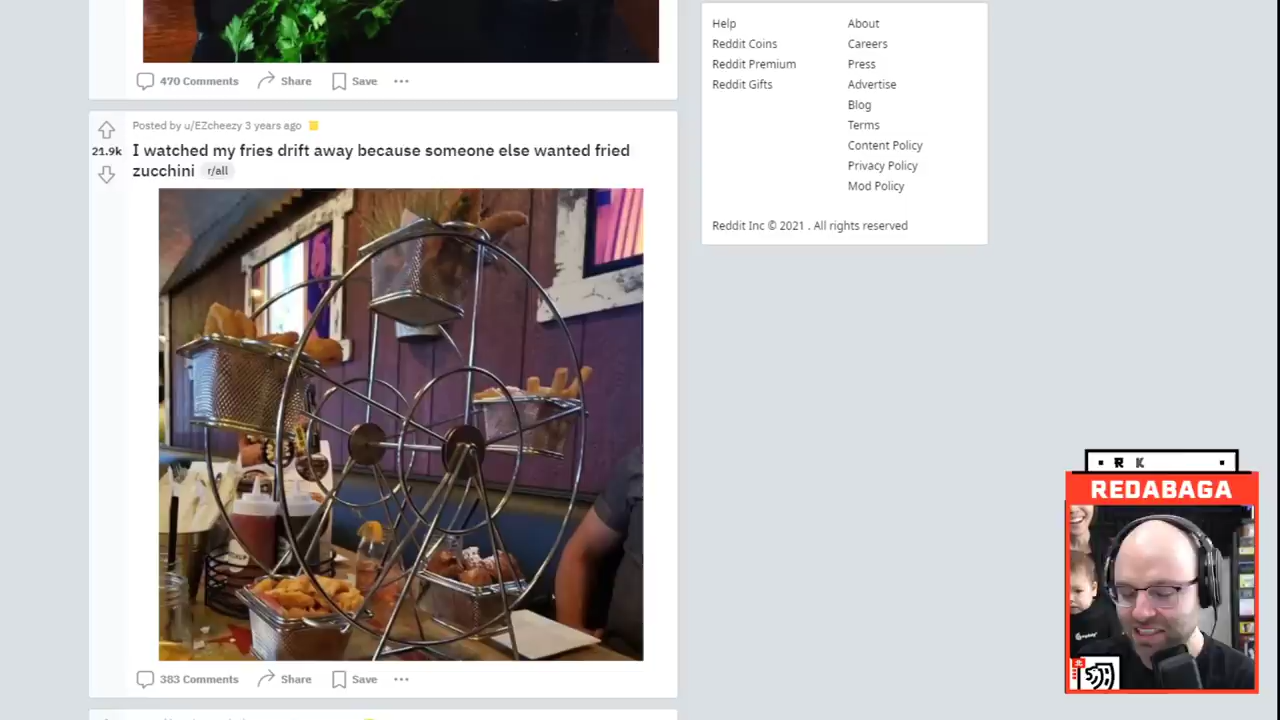 470 Comments Share Save
Posted by u/EZcheezy 3 years ago
21.9k
I watched my fries drift away because someone else wanted fried
zucchini r/all
383 Comments Share Save
Help About
Reddit Coins Careers
Reddit Premium Press
Reddit Gifts Advertise
Blog
Terms
Content Policy
Privacy Policy
Mod Policy
Reddit Inc © 2021 . All rights reserved
R K
REDABAGA